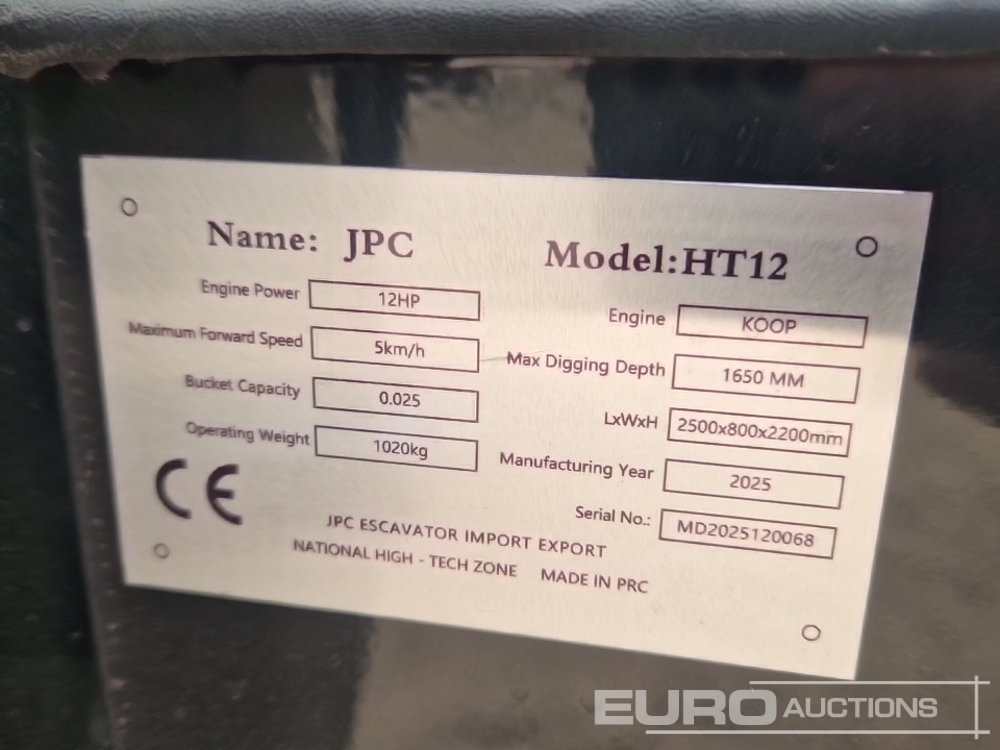 Name: JPC
Model:HT12
Engine Power 12HP
Maximum Forward Speed 5km/h
Bucket Capacity 0.025
Operating Weight 1020kg
Engine KOOP
Max Digging Depth 1650 MM
LxWxH 2500x800x2200mm
Manufacturing Year 2025
Serial No.: MD2025120068
CE
JPC ESCAVATOR IMPORT EXPORT
NATIONAL HIGH - TECH ZONE MADE IN PRC
EURO AUCTIONS